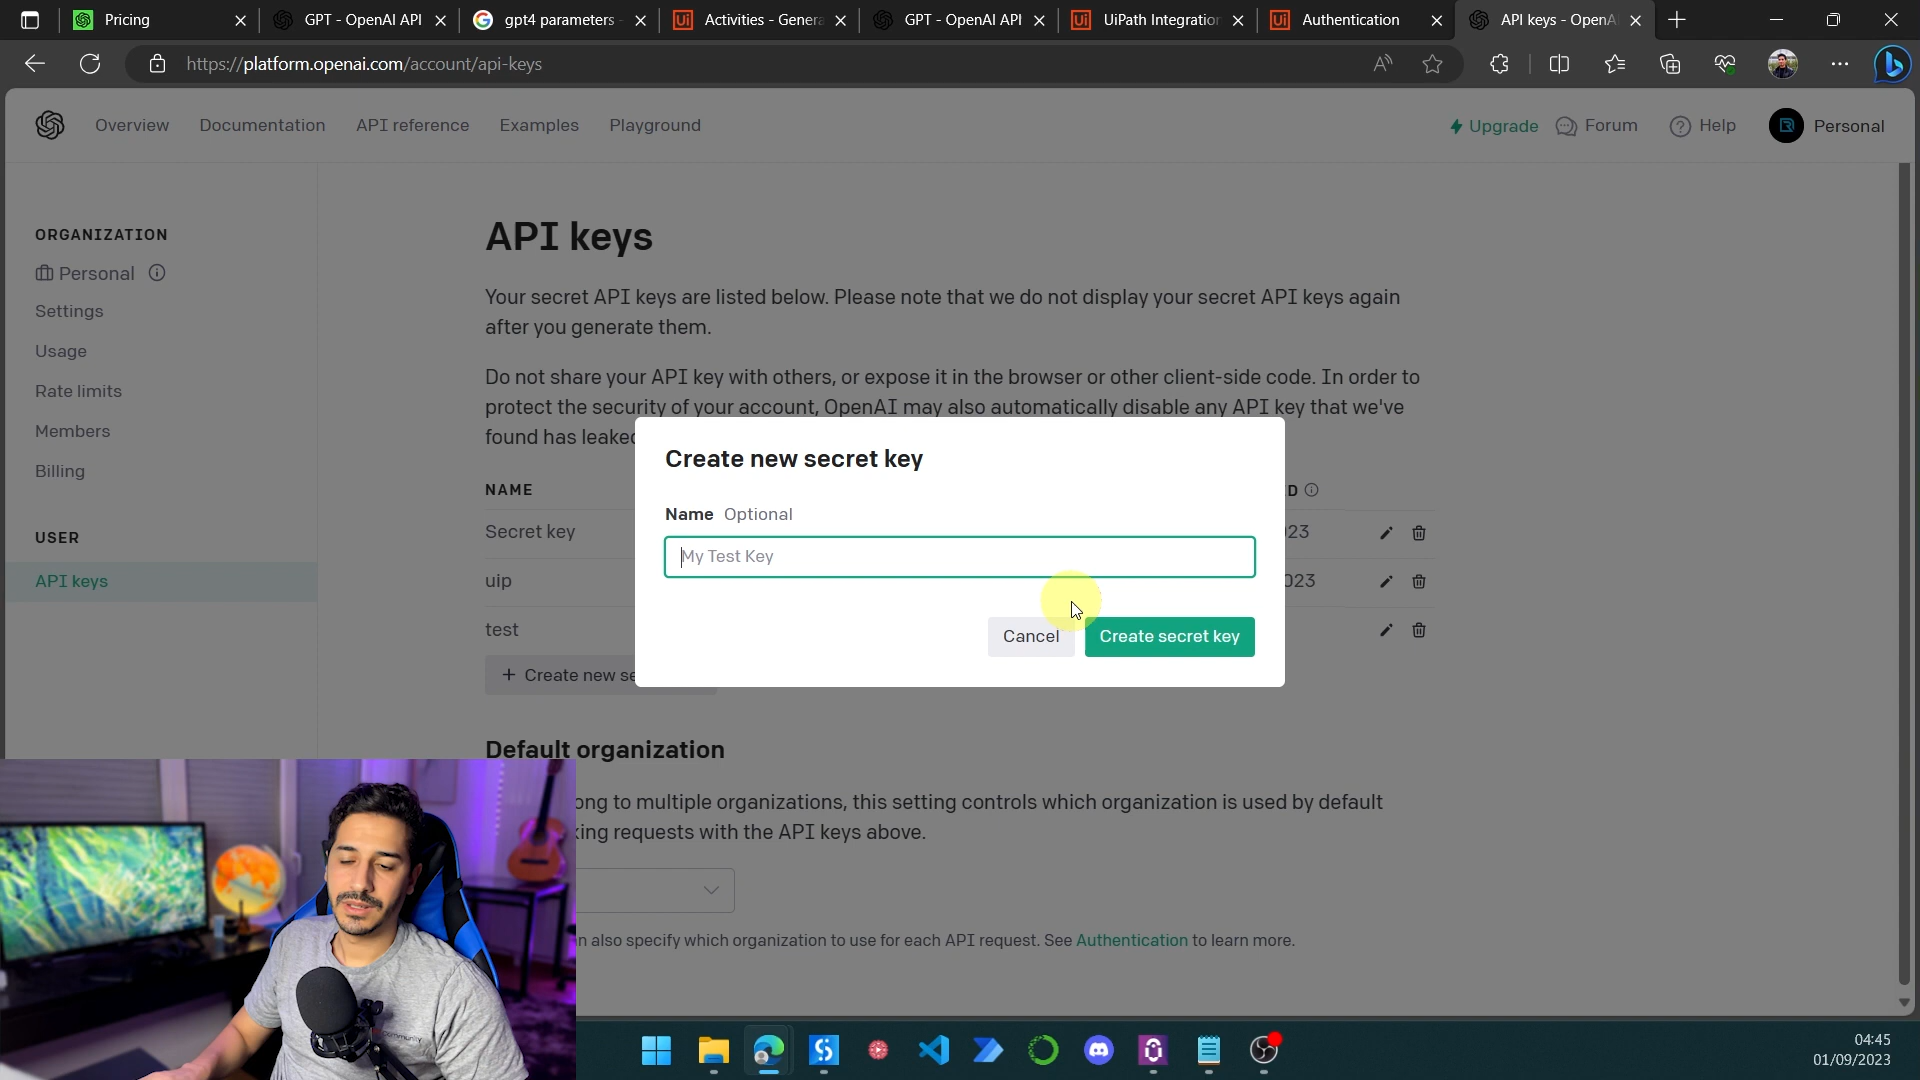 Pricing
GPT - OpenAI API
gpt4 parameters -
Activities - Genera
GPT - OpenAI API
UiPath Integration
Authentication
API keys - OpenA
https://platform.openai.com/account/api-keys
Overview
Documentation
API reference
Examples
Playground
Upgrade
Forum
Help
Personal
ORGANIZATION
Personal
Settings
Usage
Rate limits
Members
Billing
USER
API keys
API keys
Your secret API keys are listed below. Please note that we do not display your secret API keys again
after you generate them.
Do not share your API key with others, or expose it in the browser or other client-side code. In order to
protect the security of your account, OpenAI may also automatically disable any API key that we've
found has leaked
NAME
D
Secret key
23
uip
023
test
+ Create new se
Create new secret key
Name Optional
My Test Key
Cancel
Create secret key
Default organization
ong to multiple organizations, this setting controls which organization is used by default
king requests with the API keys above.
n also specify which organization to use for each API request. See Authentication to learn more.
community
04:45
01/09/2023